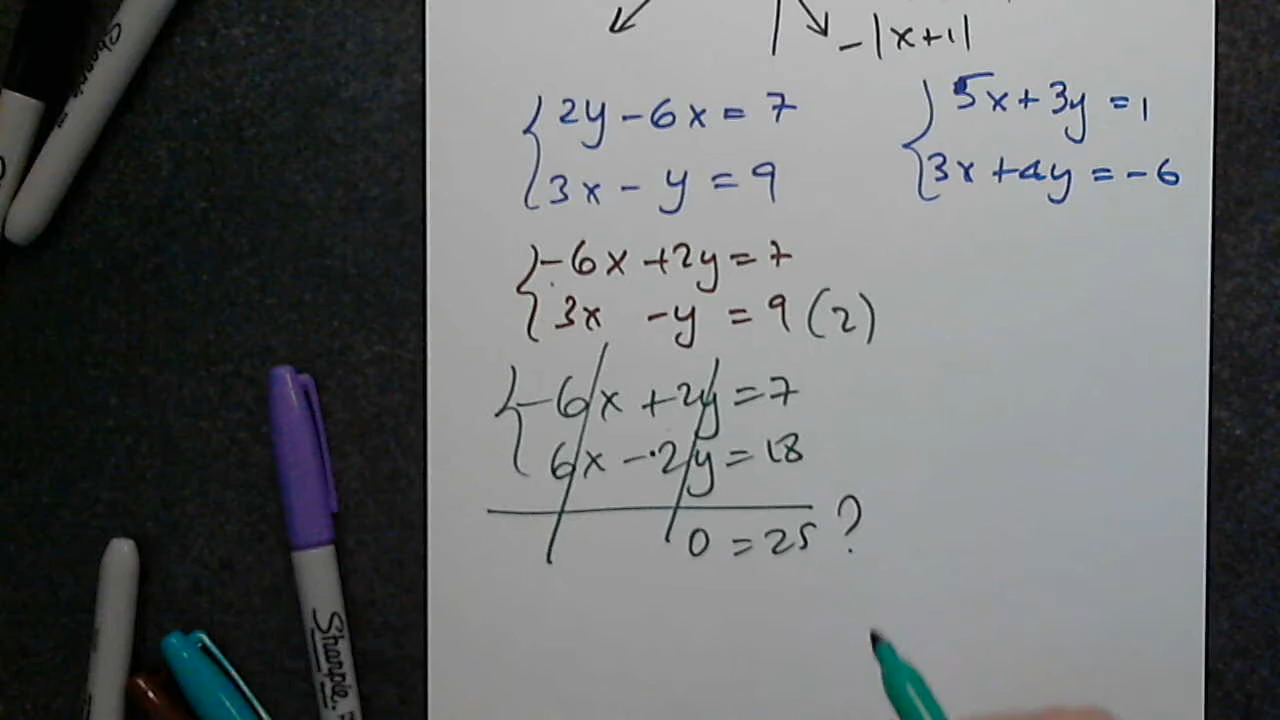 -|x+1|
2y-6x=7
3x-y=9
5x+3y=1
3x+4y=-6
-6x+2y=7
3x -y=9(2)
-6x+2y=7
6x-2y=18
0=25?
Sharpie